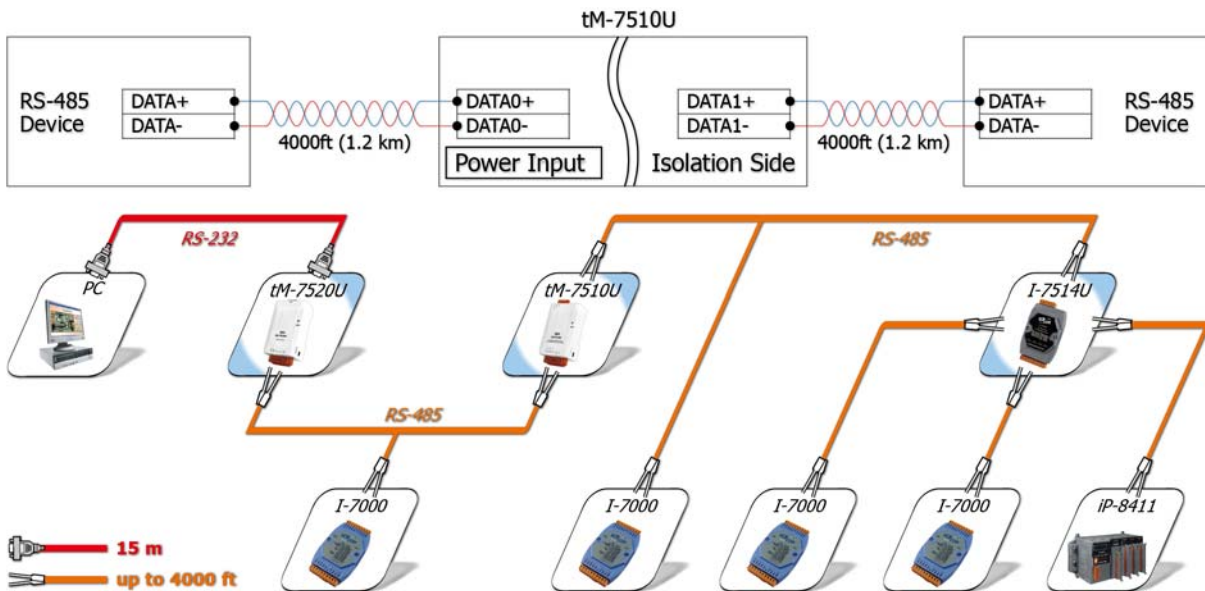 tM-7510U
RS-485
Device
DATA+
DATA-
4000ft (1.2 km)
DATA0+
DATA0-
Power Input
DATA1+
DATA1-
Isolation Side
4000ft (1.2 km)
DATA+
DATA-
RS-485
Device
RS-232
RS-485
PC
tM-7520U
tM-7510U
I-7514U
RS-485
I-7000
I-7000
I-7000
I-7000
iP-8411
15 m
up to 4000 ft